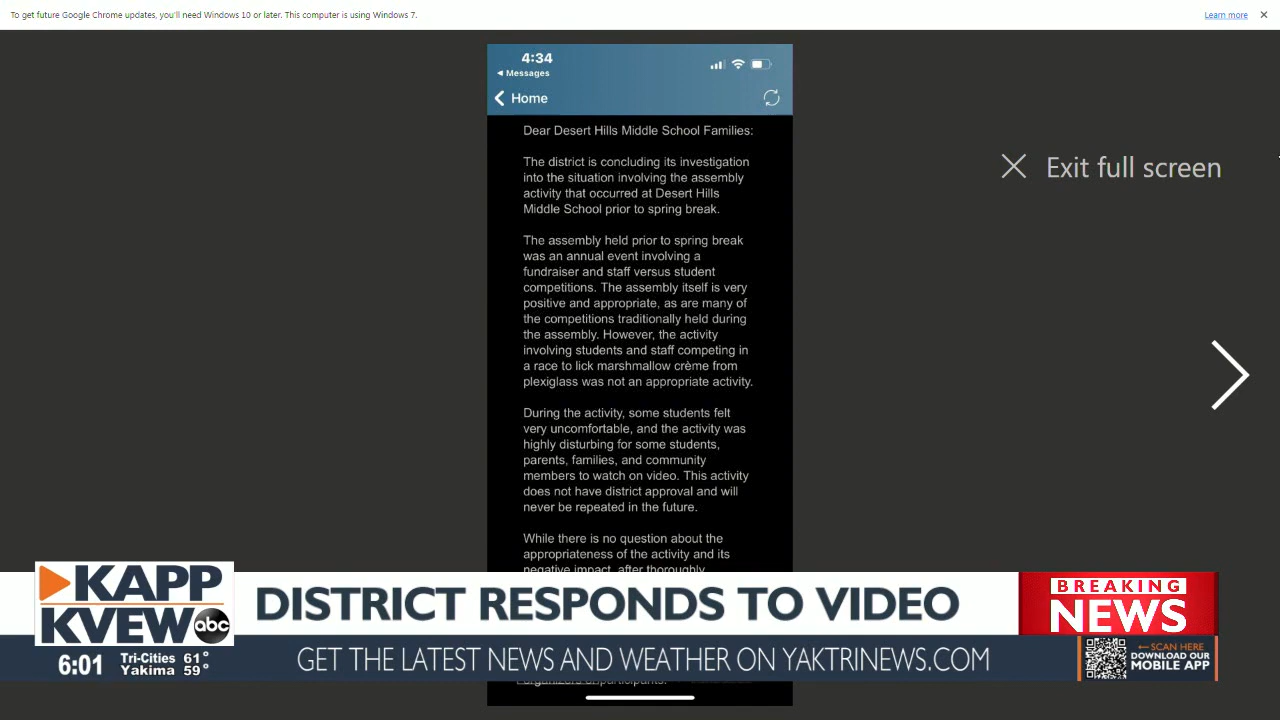 To get future Google Chrome updates, you'll need Windows 10 or later. This computer is using Windows 7.
Learn more
4:34
Messages
Home
Exit full screen
Dear Desert Hills Middle School Families:
The district is concluding its investigation
into the situation involving the assembly
activity that occurred at Desert Hills
Middle School prior to spring break.
The assembly held prior to spring break
was an annual event involving a
fundraiser and staff versus student
competitions. The assembly itself is very
positive and appropriate, as are many of
the competitions traditionally held during
the assembly. However, the activity
involving students and staff competing in
a race to lick marshmallow crème from
plexiglass was not an appropriate activity.
During the activity, some students felt
very uncomfortable, and the activity was
highly disturbing for some students,
parents, families, and community
members to watch on video. This activity
does not have district approval and will
never be repeated in the future.
While there is no question about the
appropriateness of the activity and its
negative impact, after thoroughly
KAPP
KVEW abc
DISTRICT RESPONDS TO VIDEO
BREAKING
NEWS
6:01
Tri-Cities 61°
Yakima 59°
GET THE LATEST NEWS AND WEATHER ON YAKTRINEWS.COM
SCAN HERE
DOWNLOAD OUR
MOBILE APP
participants.